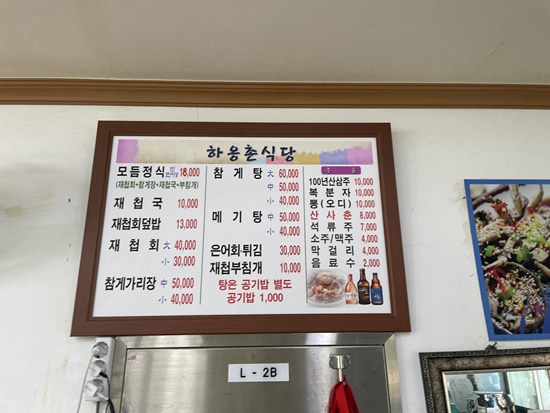 하옹촌식당
모듬정식 18,000
(재첩회+참게장+재첩국+부침개)
재첩국 10,000
재첩회덮밥 13,000
재첩회 大 40,000
小 30,000
참게가리장 中 50,000
小 40,000
참게탕 大 60,000
中 50,000
小 40,000
메기탕 中 50,000
小 40,000
은어회·튀김 30,000
재첩부침개 10,000
탕은 공기밥 별도
공기밥 1,000
100년산삼주 10,000
복분자 10,000
뽕(오디) 10,000
산사춘 8,000
석류주 7,000
소주/맥주 4,000
막걸리 4,000
음료수 2,000
L - 2B